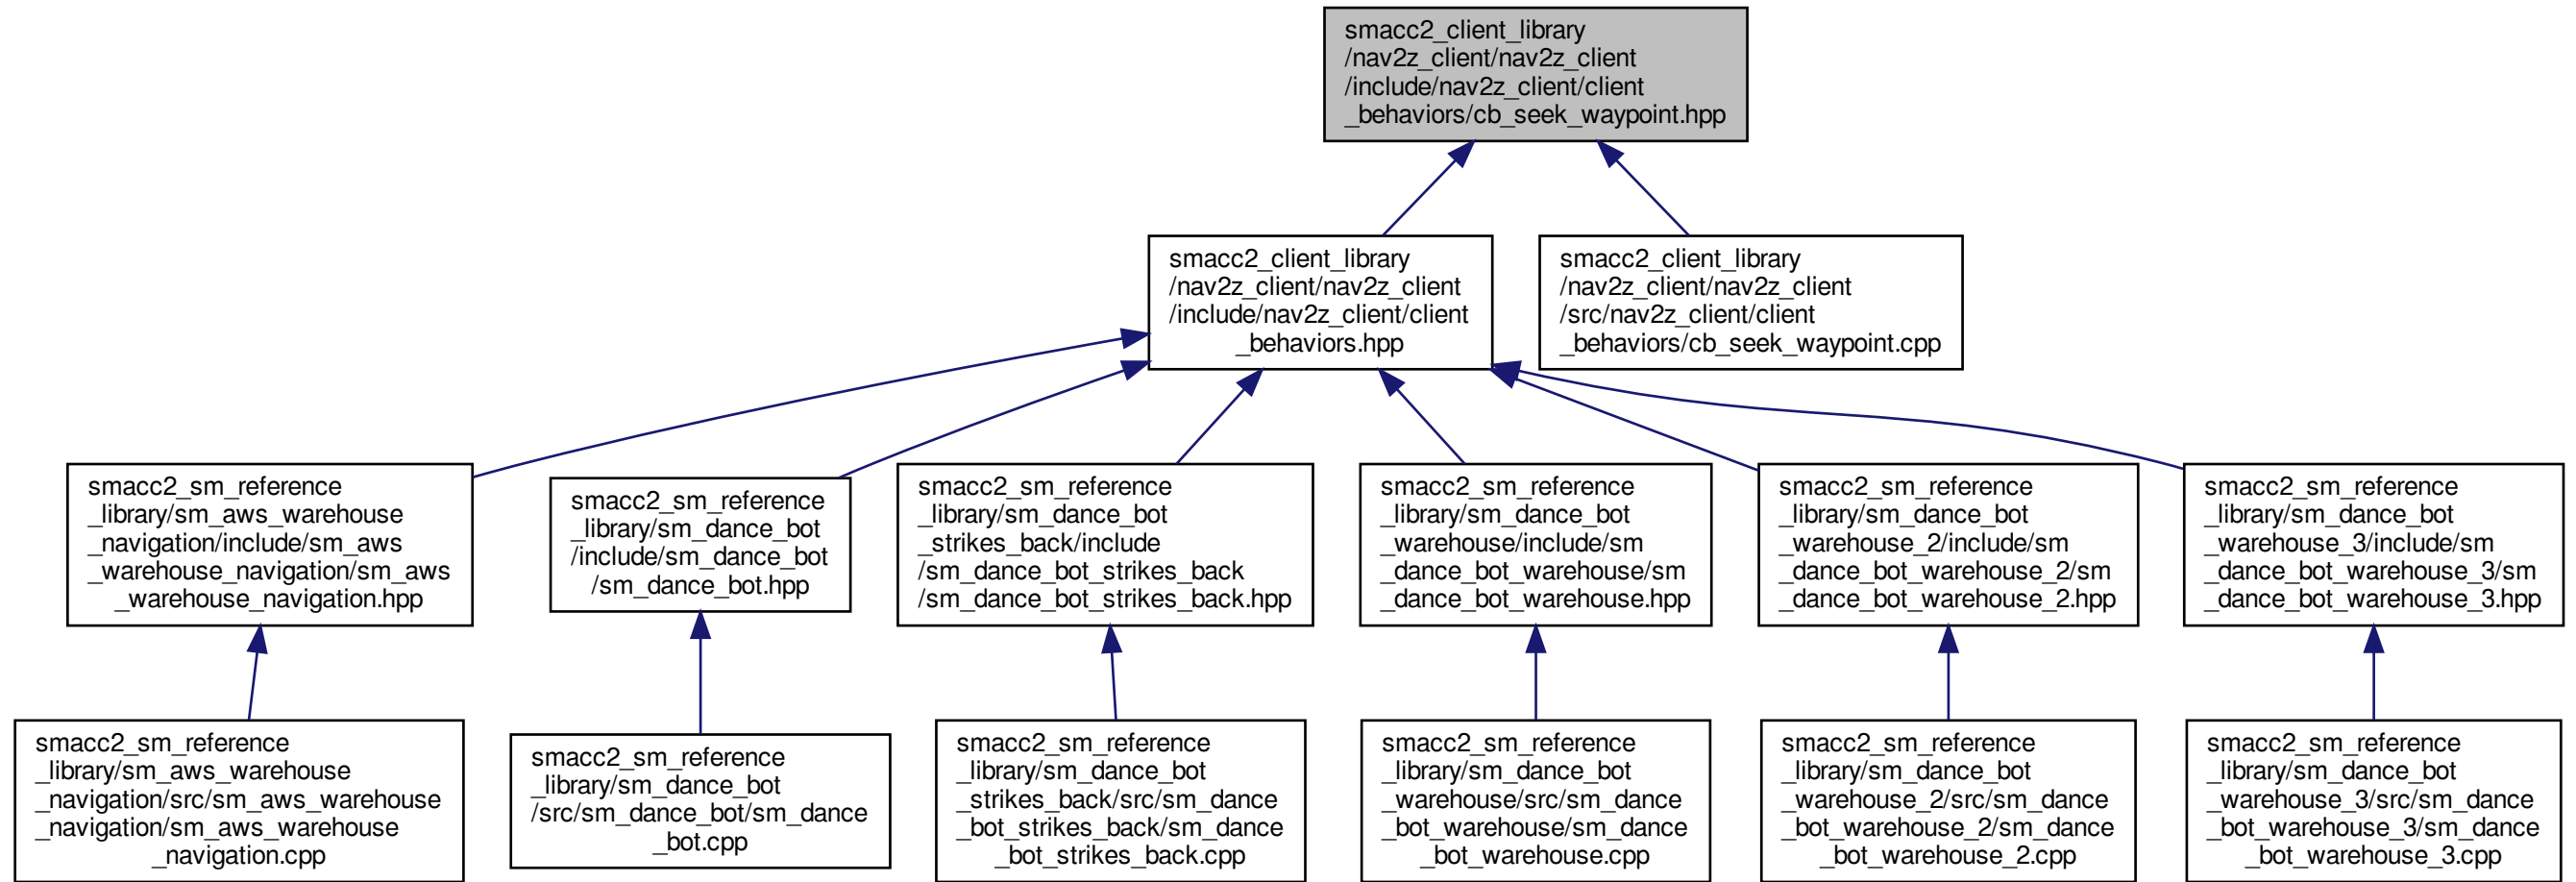 smacc2_client_library
/nav2z_client/nav2z_client
/include/nav2z_client/client
_behaviors/cb_seek_waypoint.hpp
smacc2_client_library
/nav2z_client/nav2z_client
/include/nav2z_client/client
_behaviors.hpp
smacc2_client_library
/nav2z_client/nav2z_client
/src/nav2z_client/client
_behaviors/cb_seek_waypoint.cpp
smacc2_sm_reference
_library/sm_aws_warehouse
_navigation/include/sm_aws
_warehouse_navigation/sm_aws
_warehouse_navigation.hpp
smacc2_sm_reference
_library/sm_dance_bot
/include/sm_dance_bot
/sm_dance_bot.hpp
smacc2_sm_reference
_library/sm_dance_bot
_strikes_back/include
/sm_dance_bot_strikes_back
/sm_dance_bot_strikes_back.hpp
smacc2_sm_reference
_library/sm_dance_bot
_warehouse/include/sm
_dance_bot_warehouse/sm
_dance_bot_warehouse.hpp
smacc2_sm_reference
_library/sm_dance_bot
_warehouse_2/include/sm
_dance_bot_warehouse_2/sm
_dance_bot_warehouse_2.hpp
smacc2_sm_reference
_library/sm_dance_bot
_warehouse_3/include/sm
_dance_bot_warehouse_3/sm
_dance_bot_warehouse_3.hpp
smacc2_sm_reference
_library/sm_aws_warehouse
_navigation/src/sm_aws_warehouse
_navigation/sm_aws_warehouse
_navigation.cpp
smacc2_sm_reference
_library/sm_dance_bot
/src/sm_dance_bot/sm_dance
_bot.cpp
smacc2_sm_reference
_library/sm_dance_bot
_strikes_back/src/sm_dance
_bot_strikes_back/sm_dance
_bot_strikes_back.cpp
smacc2_sm_reference
_library/sm_dance_bot
_warehouse/src/sm_dance
_bot_warehouse/sm_dance
_bot_warehouse.cpp
smacc2_sm_reference
_library/sm_dance_bot
_warehouse_2/src/sm_dance
_bot_warehouse_2/sm_dance
_bot_warehouse_2.cpp
smacc2_sm_reference
_library/sm_dance_bot
_warehouse_3/src/sm_dance
_bot_warehouse_3/sm_dance
_bot_warehouse_3.cpp